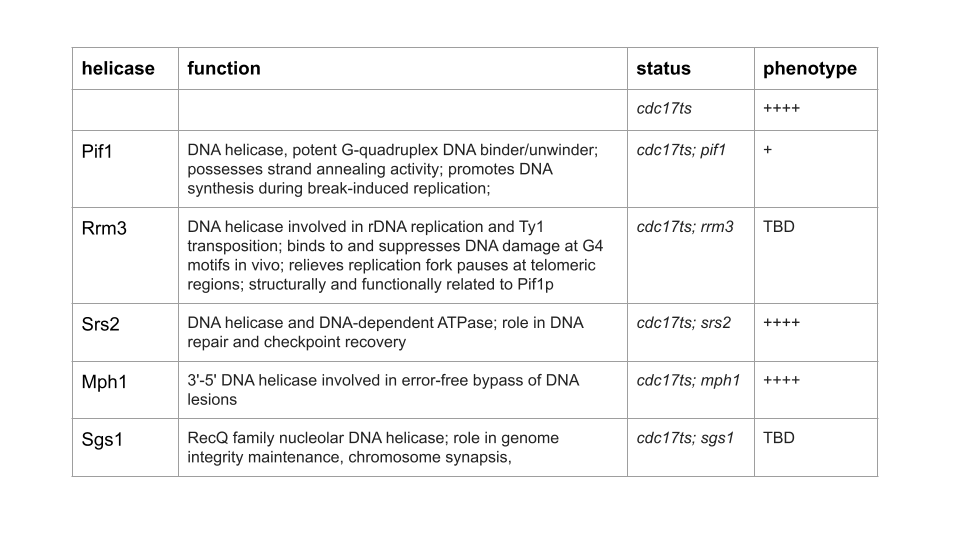 helicase function status phenotype
cdc17ts ++++
Pif1 DNA helicase, potent G-quadruplex DNA binder/unwinder; cdc17ts; pif1 +
possesses strand annealing activity; promotes DNA
synthesis during break-induced replication;
Rrm3 DNA helicase involved in rDNA replication and Ty1 cdc17ts; rrm3 TBD
transposition; binds to and suppresses DNA damage at G4
motifs in vivo; relieves replication fork pauses at telomeric
regions; structurally and functionally related to Pif1p
Srs2 DNA helicase and DNA-dependent ATPase; role in DNA cdc17ts; srs2 ++++
repair and checkpoint recovery
Mph1 3'-5' DNA helicase involved in error-free bypass of DNA cdc17ts; mph1 ++++
lesions
Sgs1 RecQ family nucleolar DNA helicase; role in genome cdc17ts; sgs1 TBD
integrity maintenance, chromosome synapsis,